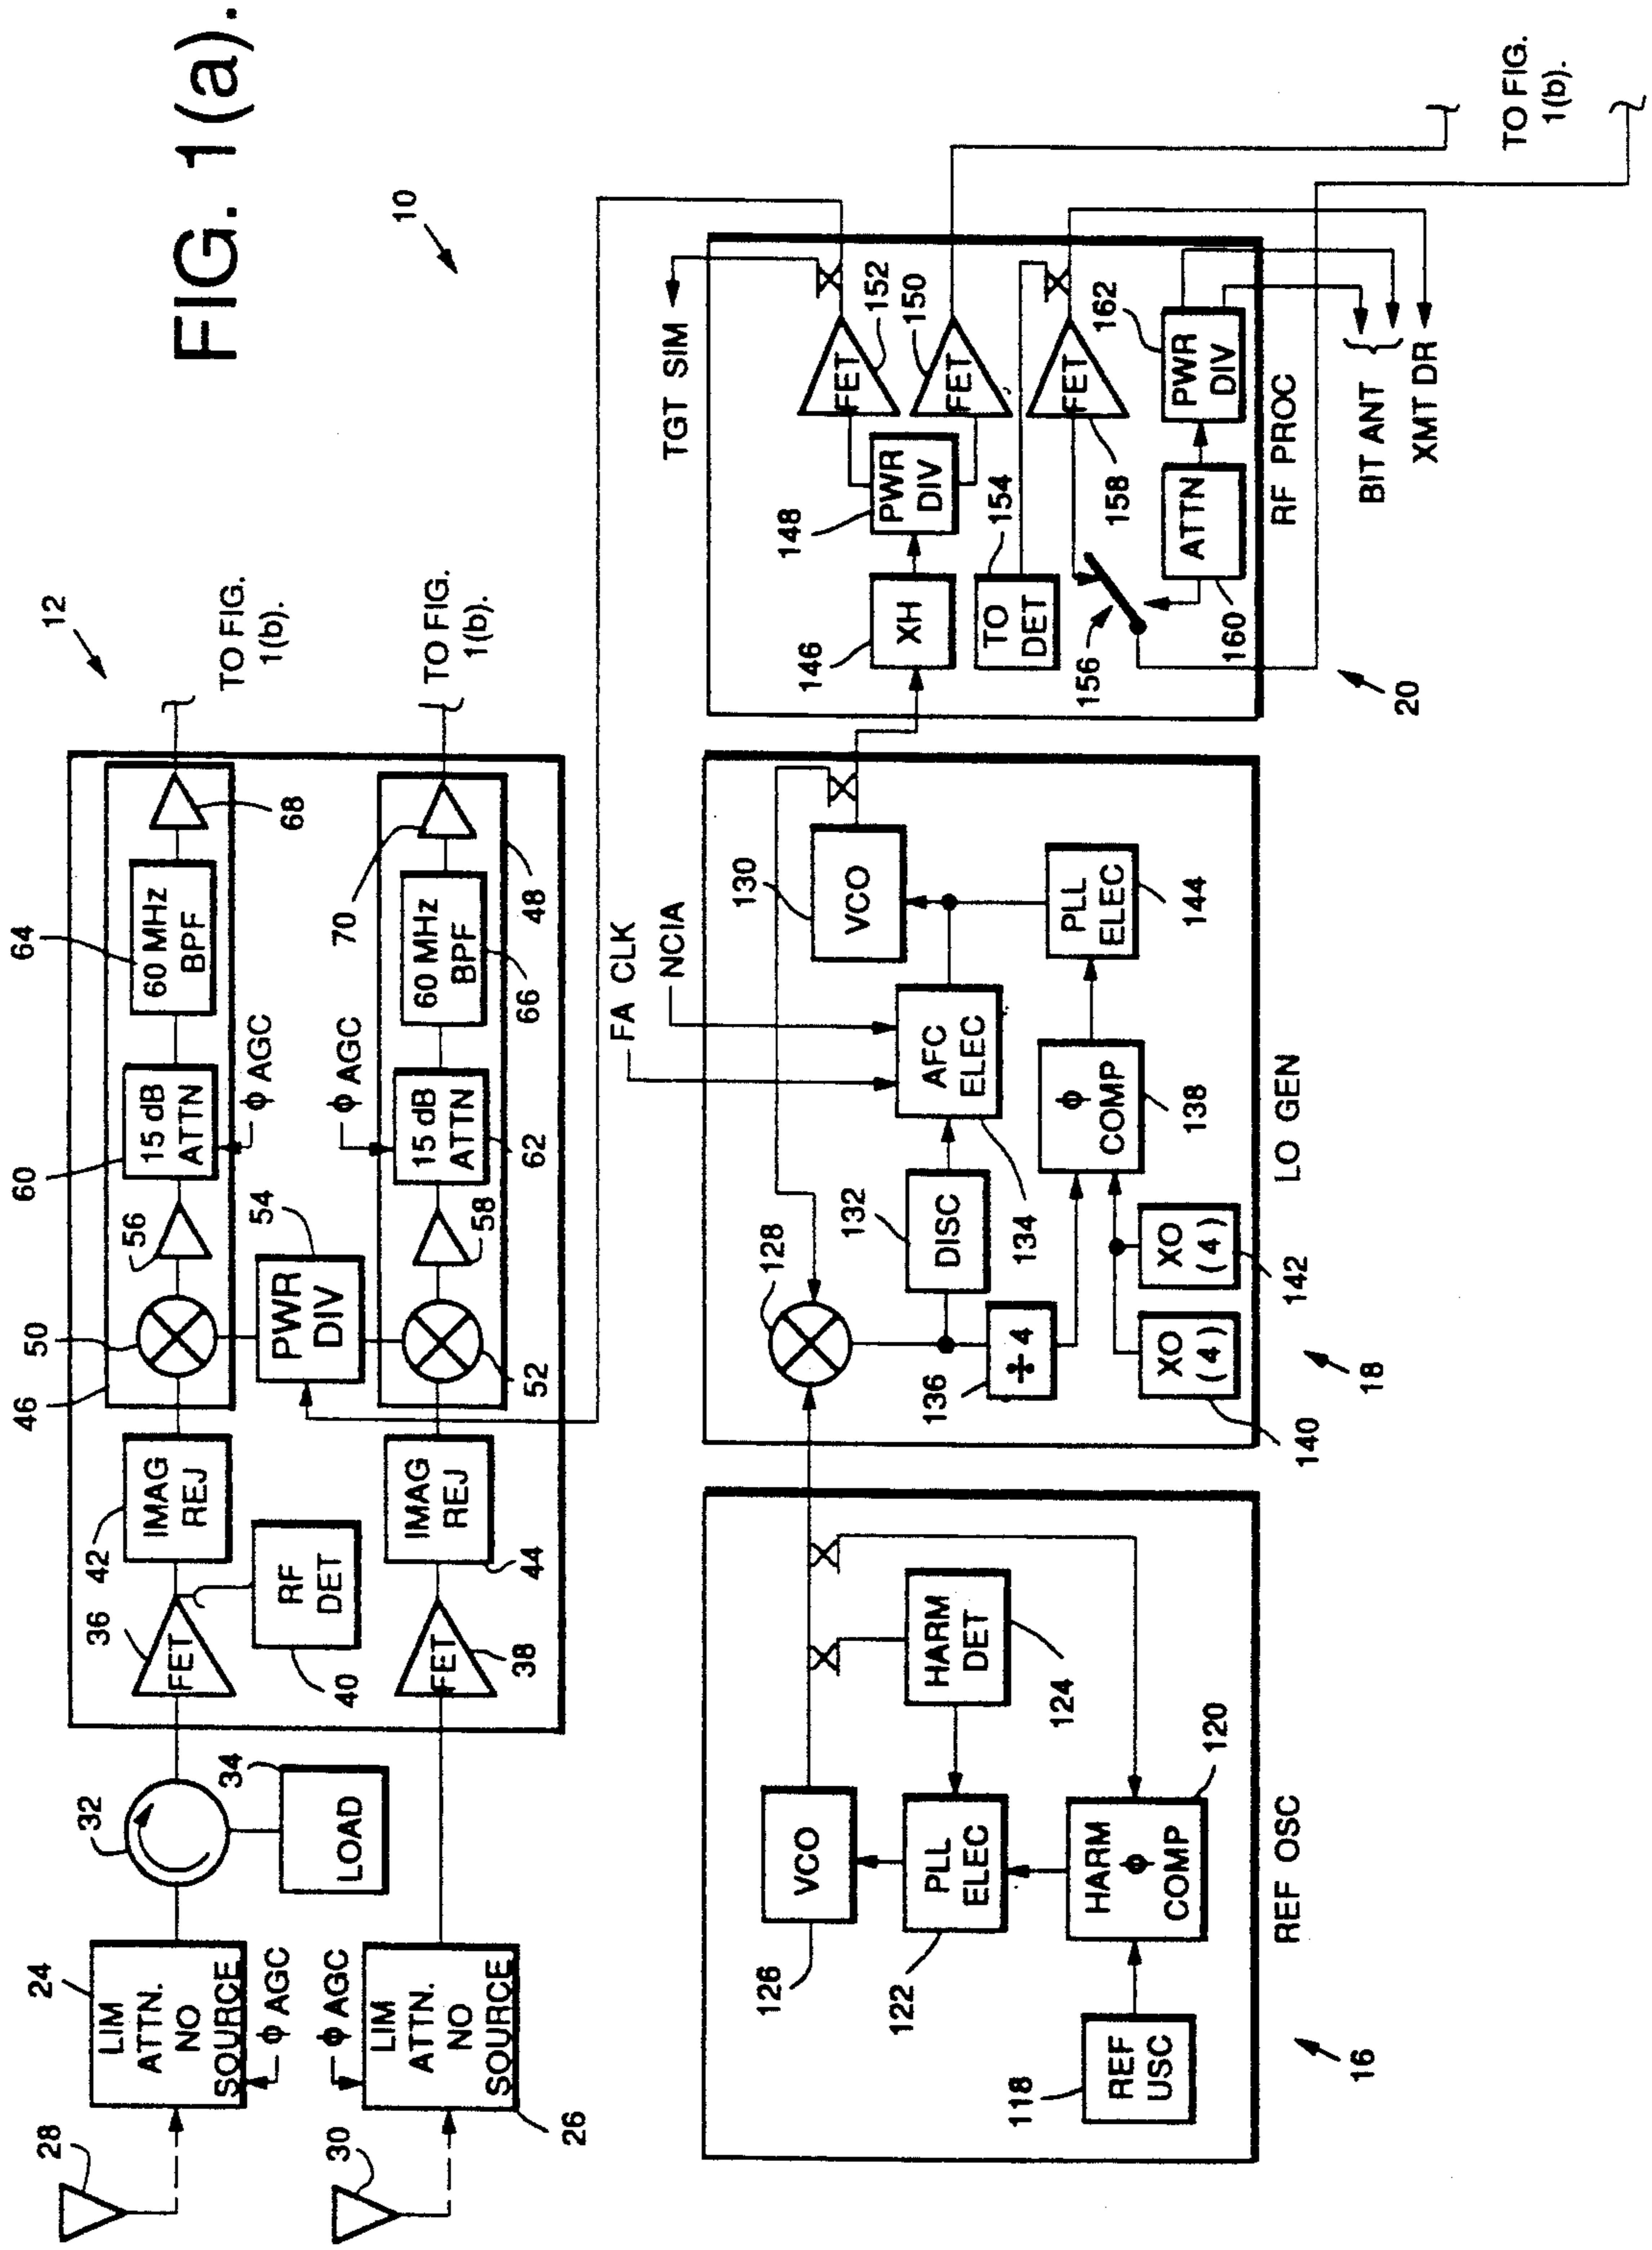 FIG. 1 (a).
10
12
28
24
LIM
ATTN.
NO
SOURCE
ϕ AGC
32
34
LOAD
36
FET
40
RF
DET
42
IMAG
REJ
46
50
56
60
15 dB
ATTN
ϕ AGC
64
60 MHz
BPF
68
TO FIG.
1(b).
54
PWR
DIV
30
26
ϕ AGC
LIM
ATTN.
NO
SOURCE
FET
38
IMAG
REJ
44
52
58
ϕ AGC
15 dB
ATTN
62
60 MHz
BPF
66
70
48
TO FIG.
1(b).
FA CLK
NCIA
126
VCO
122
PLL
ELEC
HARM
DET
124
118
REF
USC
HARM
ϕ
COMP
120
REF OSC
16
128
130
VCO
132
DISC
134
AFC
ELEC
136
÷ 4
ϕ
COMP
138
PLL
ELEC
144
XO
(4)
140
XO
(4)
142
LO GEN
18
TGT SIM
146
XH
148
PWR
DIV
FET
152
FET
150
TO
DET
154
FET
158
156
ATTN
160
PWR
DIV
162
RF PROC
20
BIT ANT {
XMT DR
TO FIG.
1(b).